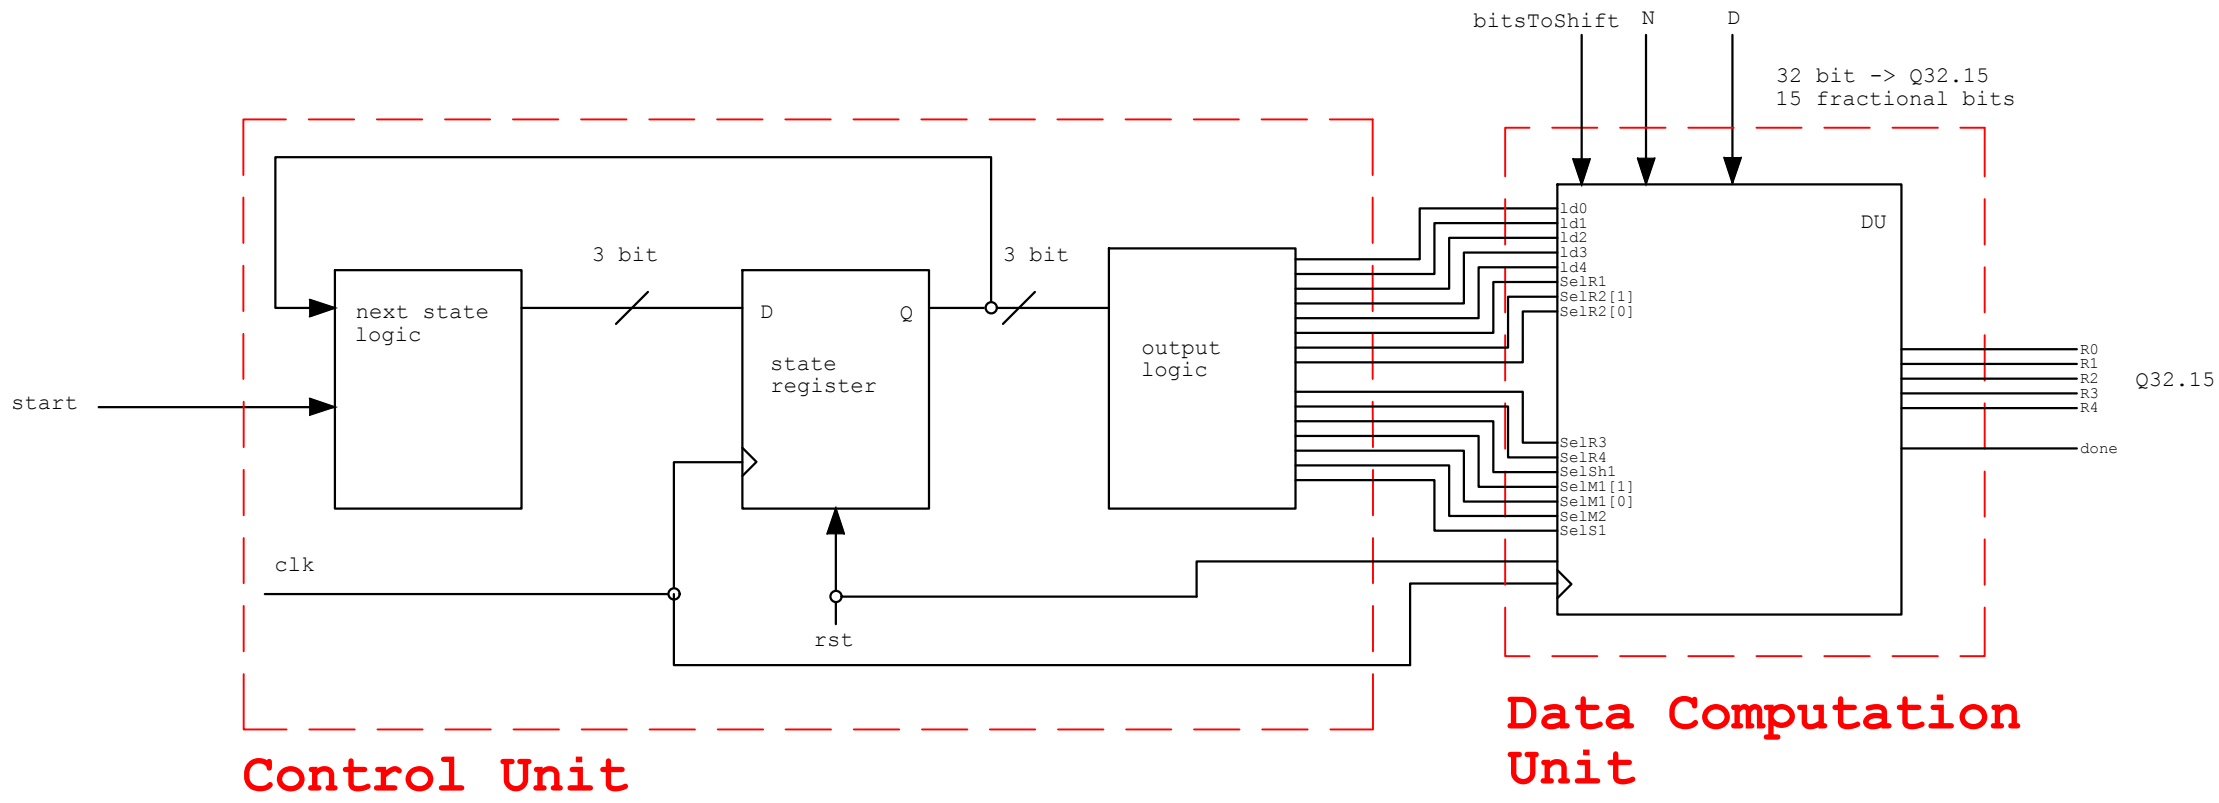 bitsToShift
N
D
32 bit -> Q32.15
15 fractional bits
ld0
ld1
ld2
ld3
ld4
SelR1
SelR2[1]
SelR2[0]
DU
3 bit
3 bit
next state
logic
D
Q
state
register
output
logic
start
R0
R1
R2
R3
R4
Q32.15
done
SelR3
SelR4
SelSh1
SelM1[1]
SelM1[0]
SelM2
SelS1
clk
rst
Data Computation
Unit
Control Unit